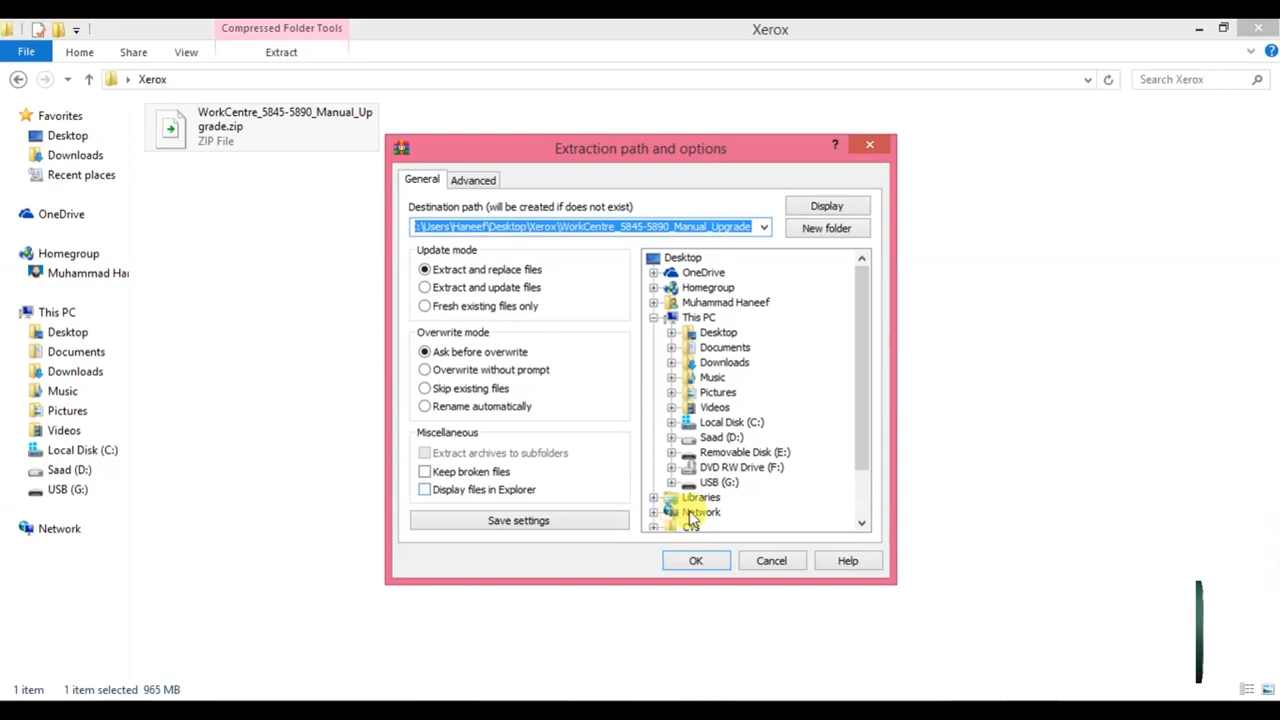 Compressed Folder Tools
Xerox
File
Home
Share
View
Extract
Xerox
Search Xerox
Favorites
Desktop
Downloads
Recent places
OneDrive
Homegroup
Muhammad Har
This PC
Desktop
Documents
Downloads
Music
Pictures
Videos
Local Disk (C:)
Saad (D:)
USB (G:)
Network
WorkCentre_5845-5890_Manual_Up
grade.zip
ZIP File
Extraction path and options
?
General
Advanced
Destination path (will be created if does not exist)
:\Users\Haneef\Desktop\Xerox\WorkCentre_5845-5890_Manual_Upgrade
Display
New folder
Update mode
Extract and replace files
Extract and update files
Fresh existing files only
Overwrite mode
Ask before overwrite
Overwrite without prompt
Skip existing files
Rename automatically
Miscellaneous
Extract archives to subfolders
Keep broken files
Display files in Explorer
Save settings
Desktop
OneDrive
Homegroup
Muhammad Haneef
This PC
Desktop
Documents
Downloads
Music
Pictures
Videos
Local Disk (C:)
Saad (D:)
Removable Disk (E:)
DVD RW Drive (F:)
USB (G:)
Libraries
Network
OK
Cancel
Help
1 item
1 item selected 965 MB